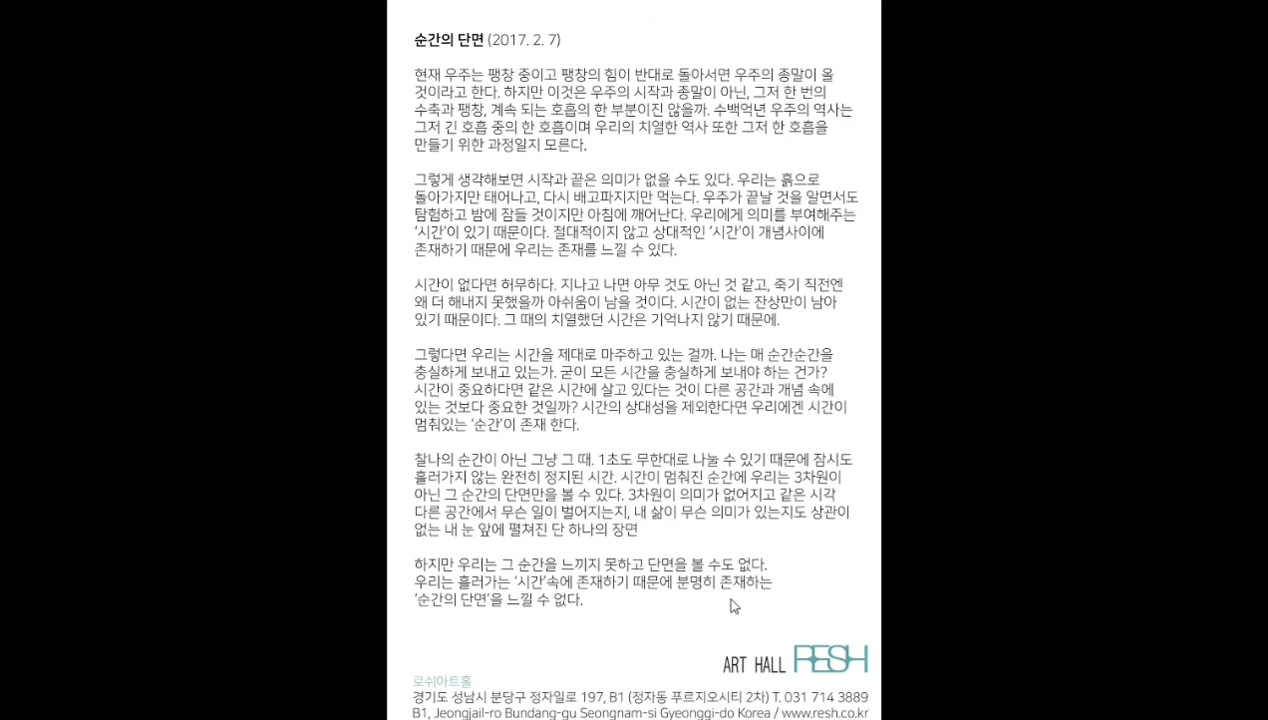 순간의 단면 (2017. 2. 7)
현재 우주는 팽창 중이고 팽창의 힘이 반대로 돌아서면 우주의 종말이 올
것이라고 한다. 하지만 이것은 우주의 시작과 종말이 아닌, 그저 한 번의
수축과 팽창, 계속 되는 호흡의 한 부분이진 않을까. 수백억년 우주의 역사는
그저 긴 호흡 중의 한 호흡이며 우리의 치열한 역사 또한 그저 한 호흡을
만들기 위한 과정일지 모른다.
그렇게 생각해보면 시작과 끝은 의미가 없을 수도 있다. 우리는 흙으로
돌아가지만 태어나고, 다시 배고파지지만 먹는다. 우주가 끝날 것을 알면서도
탐험하고 밤에 잠들 것이지만 아침에 깨어난다. 우리에게 의미를 부여해주는
'시간'이 있기 때문이다. 절대적이지 않고 상대적인 '시간'이 개념사이에
존재하기 때문에 우리는 존재를 느낄 수 있다.
시간이 없다면 허무하다. 지나고 나면 아무 것도 아닌 것 같고, 죽기 직전엔
왜 더 해내지 못했을까 아쉬움이 남을 것이다. 시간이 없는 잔상만이 남아
있기 때문이다. 그 때의 치열했던 시간은 기억나지 않기 때문에.
그렇다면 우리는 시간을 제대로 마주하고 있는 걸까. 나는 매 순간순간을
충실하게 보내고 있는가. 굳이 모든 시간을 충실하게 보내야 하는 건가?
시간이 중요하다면 같은 시간에 살고 있다는 것이 다른 공간과 개념 속에
있는 것보다 중요한 것일까? 시간의 상대성을 제외한다면 우리에겐 시간이
멈춰있는 '순간'이 존재 한다.
찰나의 순간이 아닌 그냥 그 때. 1초도 무한대로 나눌 수 있기 때문에 잠시도
흘러가지 않는 완전히 정지된 시간. 시간이 멈춰진 순간에 우리는 3차원이
아닌 그 순간의 단면만을 볼 수 있다. 3차원이 의미가 없어지고 같은 시각
다른 공간에서 무슨 일이 벌어지는지, 내 삶이 무슨 의미가 있는지도 상관이
없는 내 눈 앞에 펼쳐진 단 하나의 장면
하지만 우리는 그 순간을 느끼지 못하고 단면을 볼 수도 없다.
우리는 흘러가는 '시간'속에 존재하기 때문에 분명히 존재하는
'순간의 단면'을 느낄 수 없다.
ART HALL RESH
로쉬아트홀
경기도 성남시 분당구 정자일로 197, B1 (정자동 푸르지오시티 2차) T. 031 714 3889
B1, Jeongjail-ro Bundang-gu Seongnam-si Gyeonggi-do Korea / www.resh.co.kr